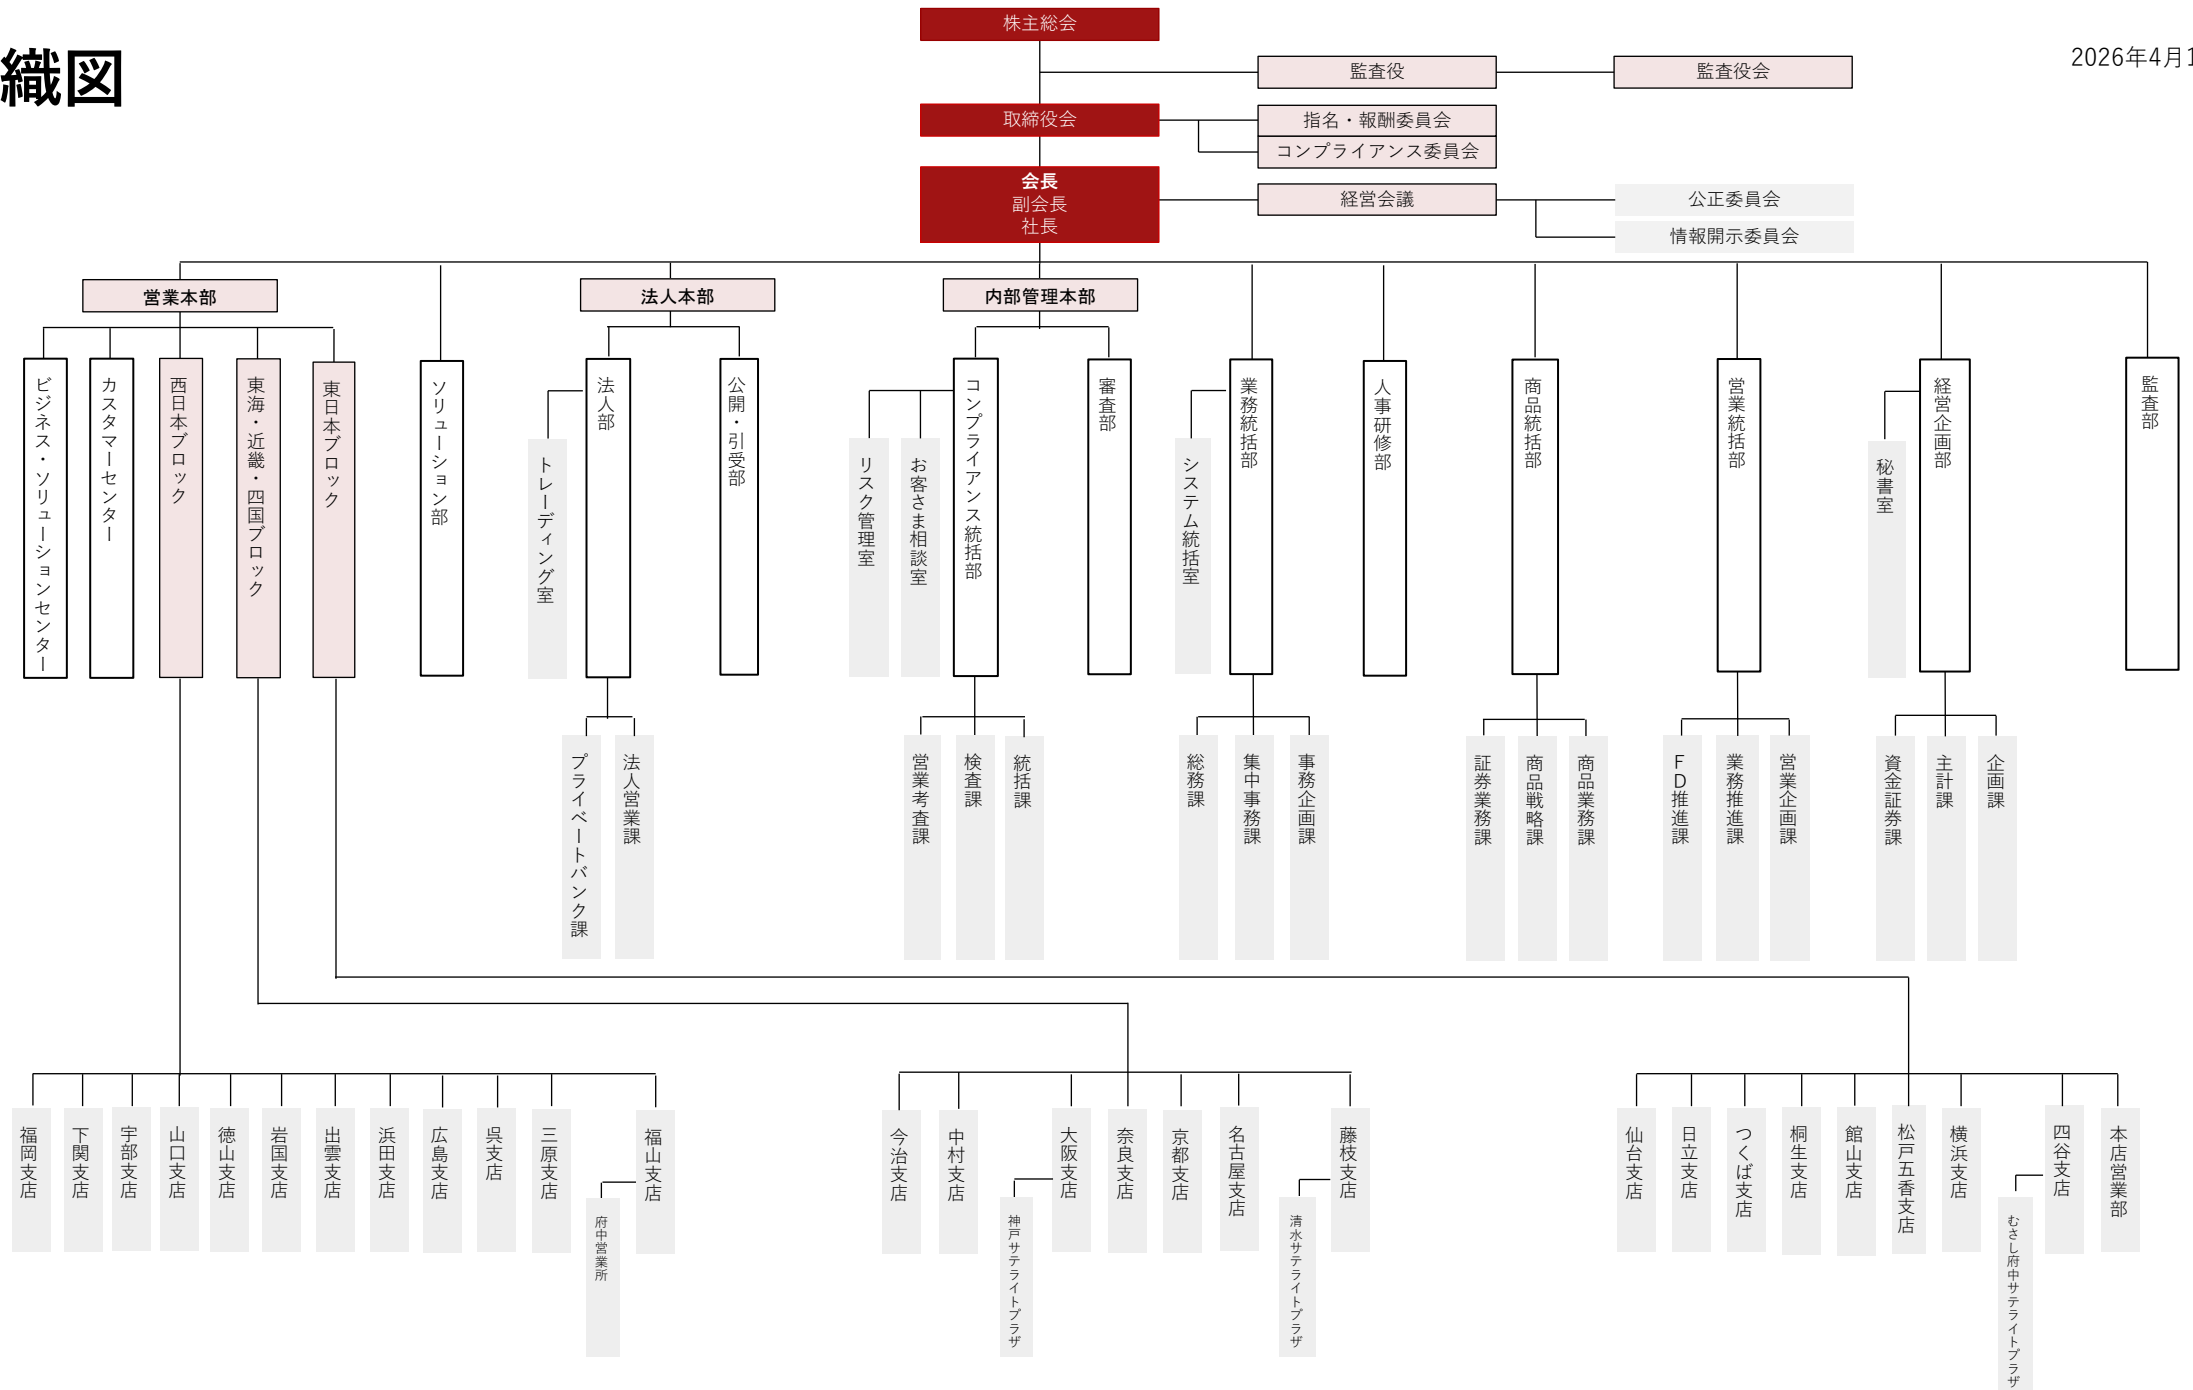 織図
2026年4月1
株主総会
監査役
監査役会
取締役会
指名・報酬委員会
コンプライアンス委員会
会長
副会長
社長
経営会議
公正委員会
情報開示委員会
営業本部
法人本部
内部管理本部
ビジネス・ソリューションセンター
カスタマーセンター
西日本ブロック
東海・近畿・四国ブロック
東日本ブロック
ソリューション部
トレーディング室
法人部
公開・引受部
リスク管理室
お客さま相談室
コンプライアンス統括部
審査部
システム統括室
業務統括部
人事研修部
商品統括部
営業統括部
秘書室
経営企画部
監査部
プライベートバンク課
法人営業課
営業考査課
検査課
統括課
総務課
集中事務課
事務企画課
証券業務課
商品戦略課
商品業務課
ＦＤ推進課
業務推進課
営業企画課
資金証券課
主計課
企画課
福岡支店
下関支店
宇部支店
山口支店
徳山支店
岩国支店
出雲支店
浜田支店
広島支店
呉支店
三原支店
府中営業所
福山支店
今治支店
中村支店
神戸サテライトプラザ
大阪支店
奈良支店
京都支店
名古屋支店
清水サテライトプラザ
藤枝支店
仙台支店
日立支店
つくば支店
桐生支店
館山支店
松戸五香支店
横浜支店
むさし府中サテライトプラザ
四谷支店
本店営業部